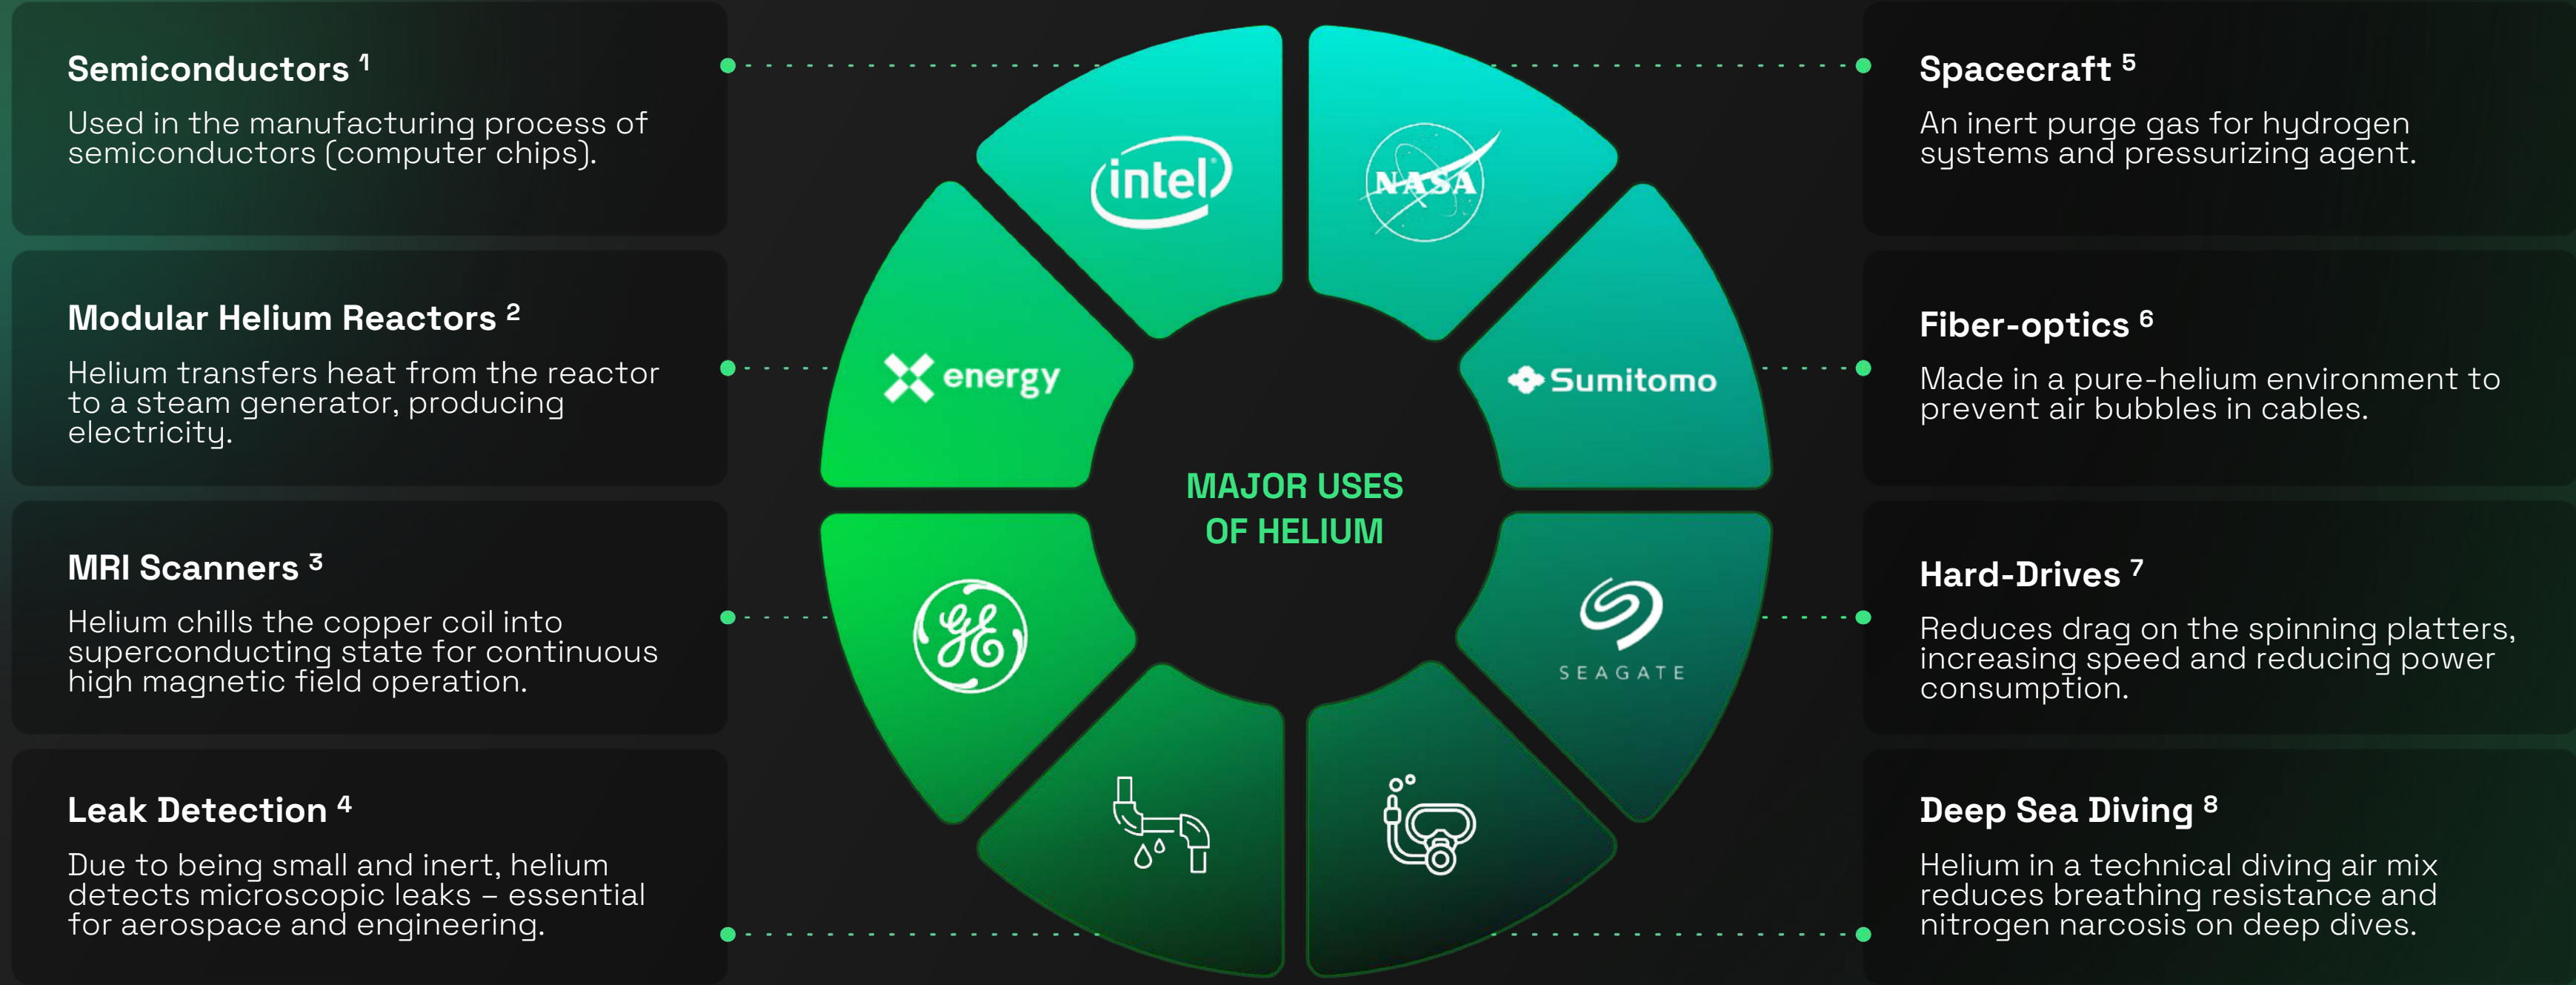 Semiconductors 1
Used in the manufacturing process of
semiconductors (computer chips).
Modular Helium Reactors 2
Helium transfers heat from the reactor
to a steam generator, producing
electricity.
MRI Scanners 3
Helium chills the copper coil into
superconducting state for continuous
high magnetic field operation.
Leak Detection 4
Due to being small and inert, helium
detects microscopic leaks – essential
for aerospace and engineering.
intel
NASA
X energy
Sumitomo
MAJOR USES
OF HELIUM
GE
SEAGATE
Spacecraft 5
An inert purge gas for hydrogen
systems and pressurizing agent.
Fiber-optics 6
Made in a pure-helium environment to
prevent air bubbles in cables.
Hard-Drives 7
Reduces drag on the spinning platters,
increasing speed and reducing power
consumption.
Deep Sea Diving 8
Helium in a technical diving air mix
reduces breathing resistance and
nitrogen narcosis on deep dives.